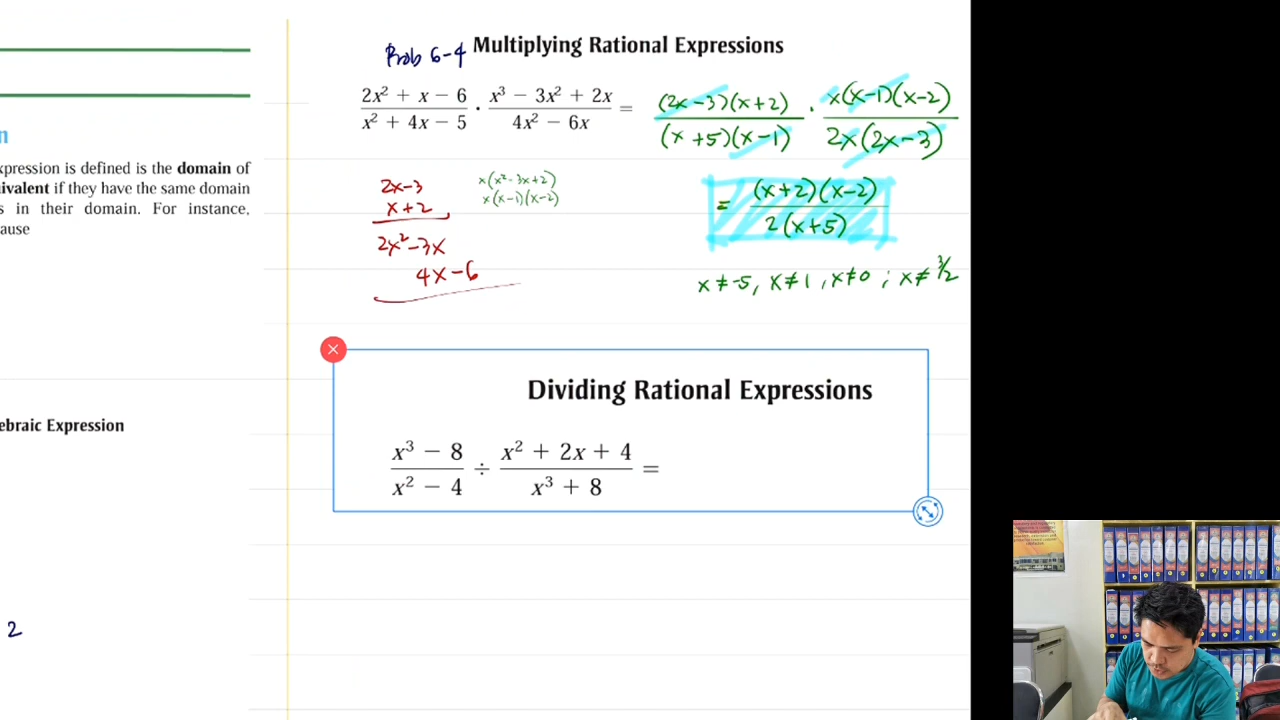 n
xpression is defined is the domain of
ivalent if they have the same domain
s in their domain. For instance,
ause
ebraic Expression
2
Prob 6-4 Multiplying Rational Expressions
(2x² + x − 6)/(x² + 4x − 5) · (x³ − 3x² + 2x)/(4x² − 6x) = (2x−3)(x+2)/(x+5)(x−1) · x(x−1)(x−2)/2x(2x−3)
2x−3
x+2
2x²−3x
4x−6
x(x²−3x+2)
x(x−1)(x−2)
= (x+2)(x−2)/2(x+5)
x≠−5, x≠1, x≠0; x≠3/2
Dividing Rational Expressions
(x³ − 8)/(x² − 4) ÷ (x² + 2x + 4)/(x³ + 8) =